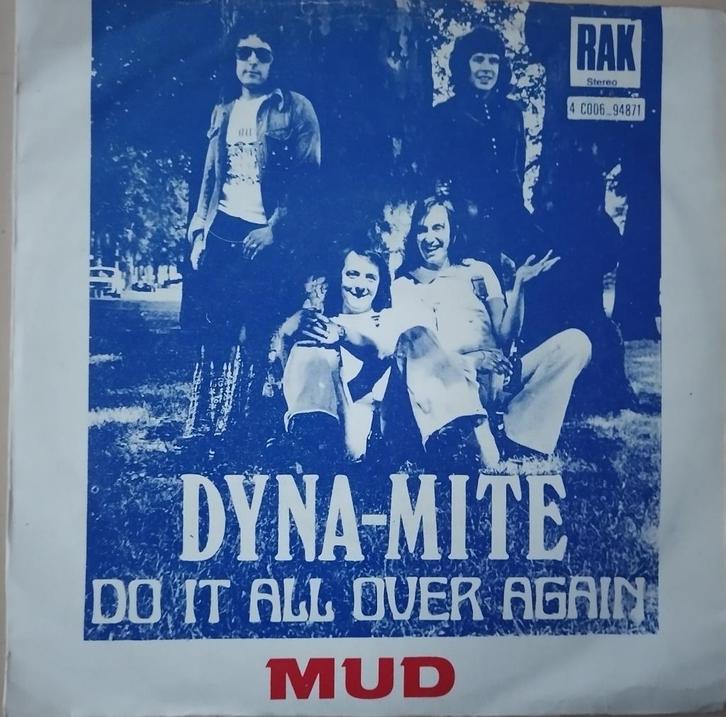 RAK
Stereo
4 C006-94871
DYNA-MITE
DO IT ALL OVER AGAIN
MUD